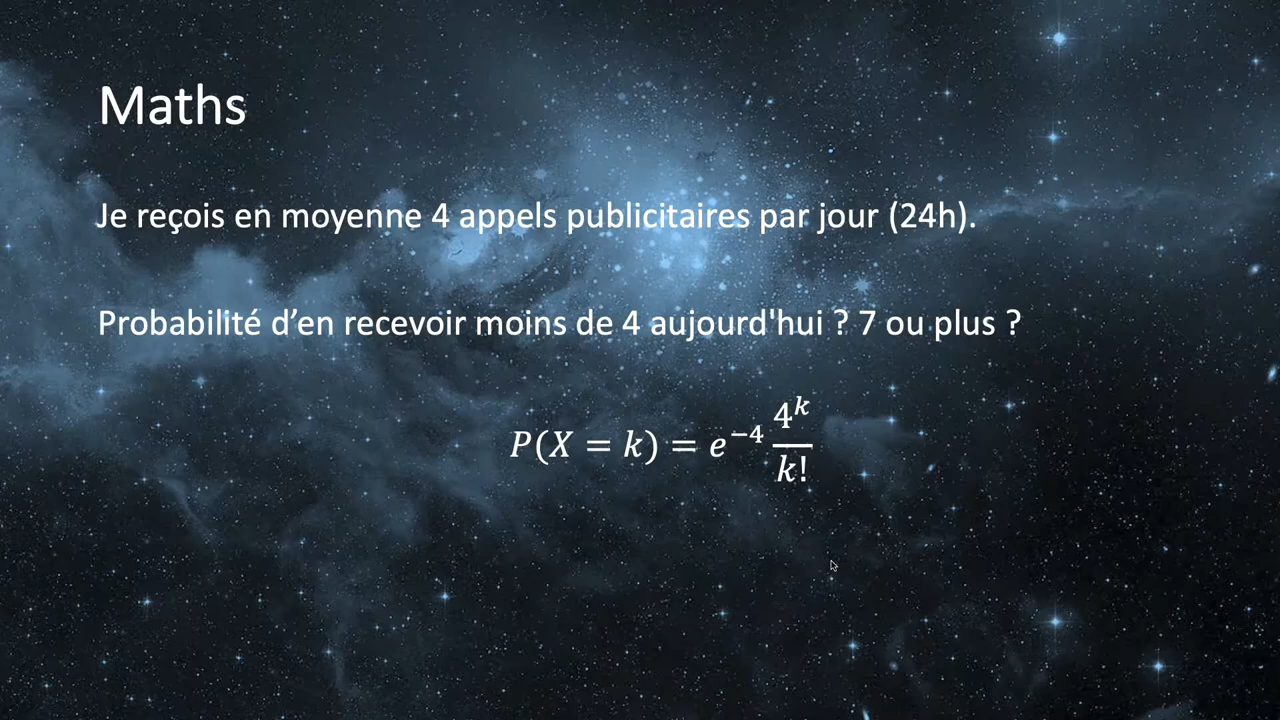 Maths
Je reçois en moyenne 4 appels publicitaires par jour (24h).
Probabilité d’en recevoir moins de 4 aujourd'hui ? 7 ou plus ?
P(X = k) = e^{-4} \frac{4^k}{k!}